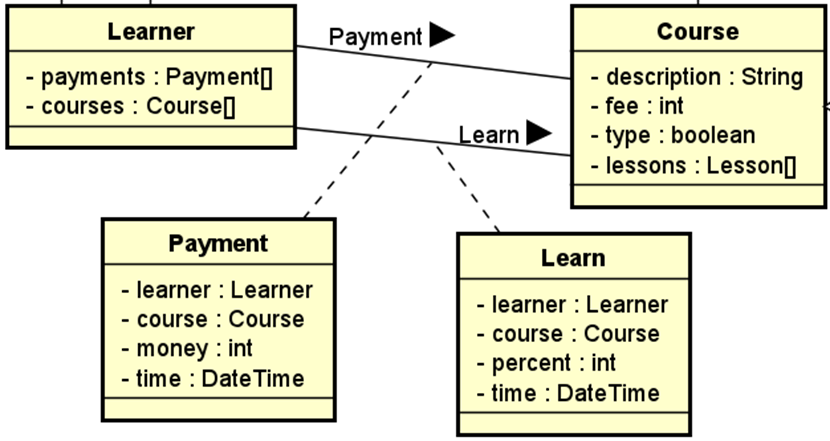 Learner
- payments : Payment[]
- courses : Course[]
Payment
Learn
Course
- description : String
- fee : int
- type : boolean
- lessons : Lesson[]
Payment
- learner : Learner
- course : Course
- money : int
- time : DateTime
Learn
- learner : Learner
- course : Course
- percent : int
- time : DateTime